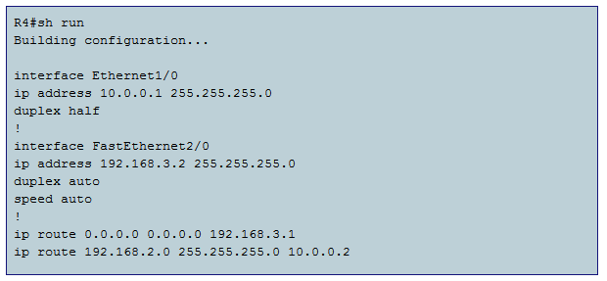 R4#sh run
Building configuration...
interface Ethernet1/0
ip address 10.0.0.1 255.255.255.0
duplex half
!
interface FastEthernet2/0
ip address 192.168.3.2 255.255.255.0
duplex auto
speed auto
!
ip route 0.0.0.0 0.0.0.0 192.168.3.1
ip route 192.168.2.0 255.255.255.0 10.0.0.2